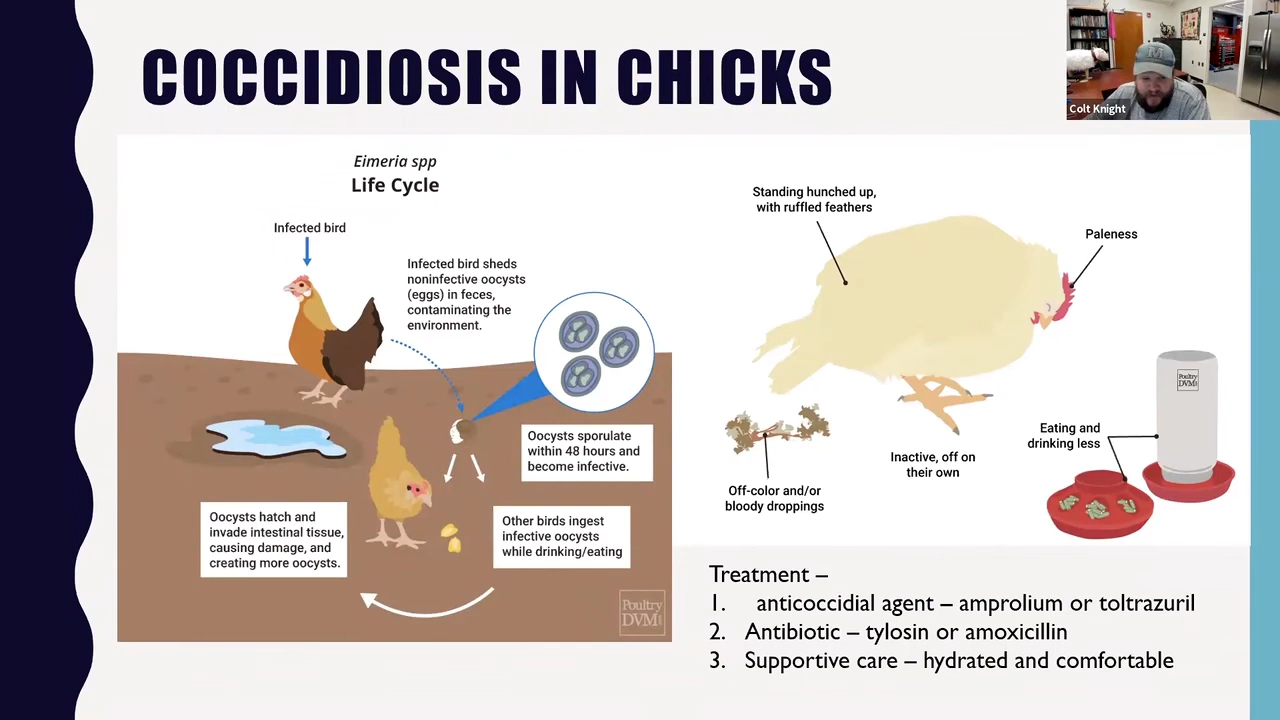 COCCIDIOSIS IN CHICKS
Colt Knight
Eimeria spp
Life Cycle
Infected bird
Infected bird sheds
noninfective oocysts
(eggs) in feces,
contaminating the
environment.
Oocysts sporulate
within 48 hours and
become infective.
Other birds ingest
infective oocysts
while drinking/eating
Oocysts hatch and
invade intestinal tissue,
causing damage, and
creating more oocysts.
Poultry
DVM
Standing hunched up,
with ruffled feathers
Paleness
Poultry
DVM
Eating and
drinking less
Inactive, off on
their own
Off-color and/or
bloody droppings
Treatment –
1. anticoccidial agent – amprolium or toltrazuril
2. Antibiotic – tylosin or amoxicillin
3. Supportive care – hydrated and comfortable